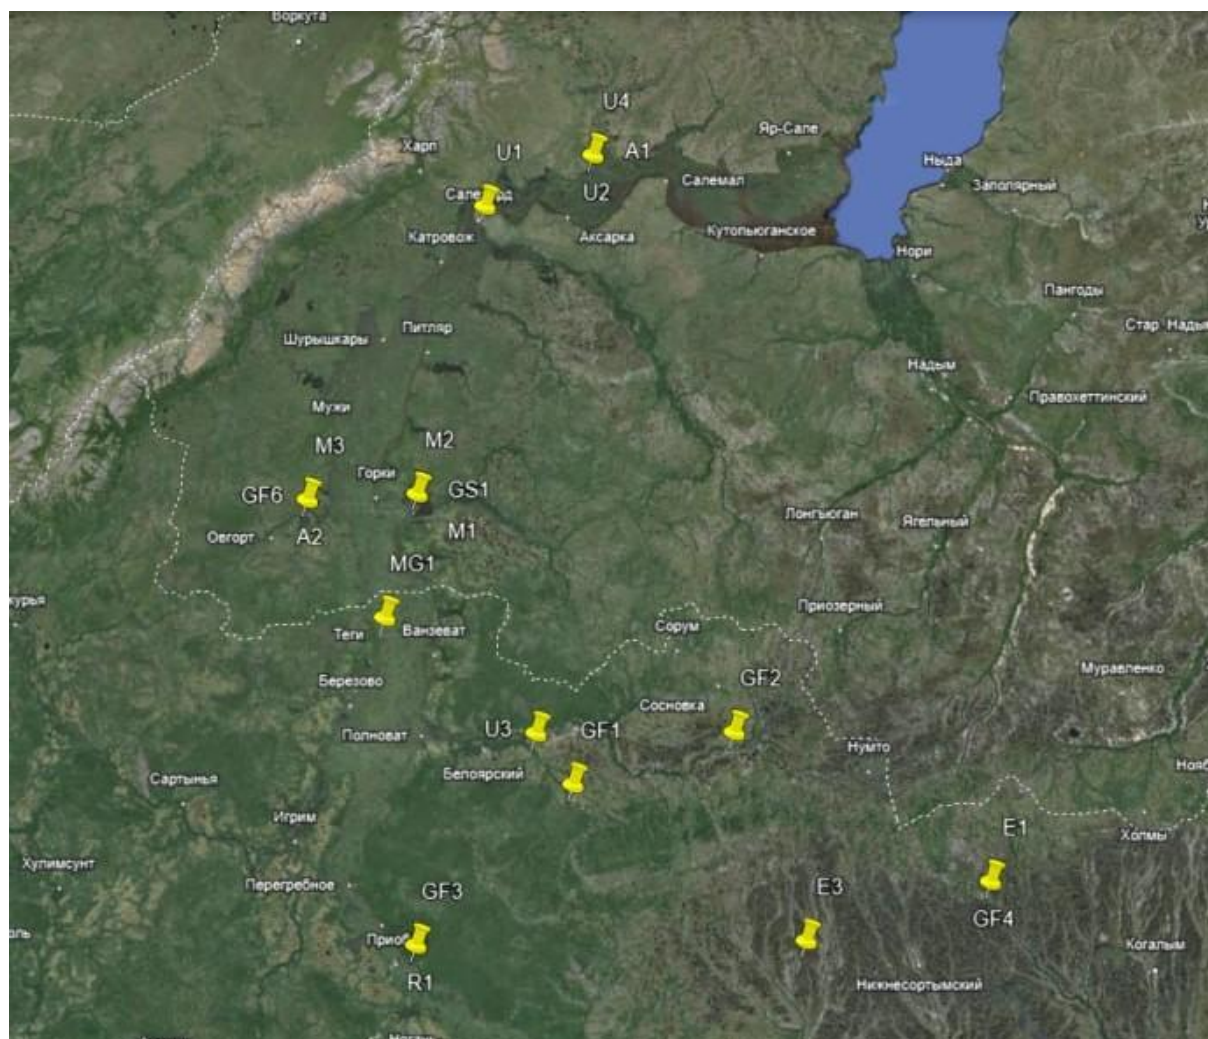 Воркута
U4
Яр-Сале
Харп
U1
A1
Ныда
Салемал
Заполярный
U2
Катровож
Аксарка
Кутопьюганское
Нори
Пангоды
Питляр
Стар Надым
Шурышкары
Надым
Правохеттинский
Мужи
M3
M2
Горки
GF6
GS1
Лонгъюган
Ягельный
Овгорт
A2
M1
MG1
Приозерный
Сорум
Теги
Ванзеват
Муравленко
Березово
GF2
Сосновка
U3
GF1
Полноват
Нумто
Белоярский
Сартынья
Игрим
E1
Холмы
Хулимсунт
Перегребное
GF3
E3
GF4
Когалым
R1
Нижнесортымский